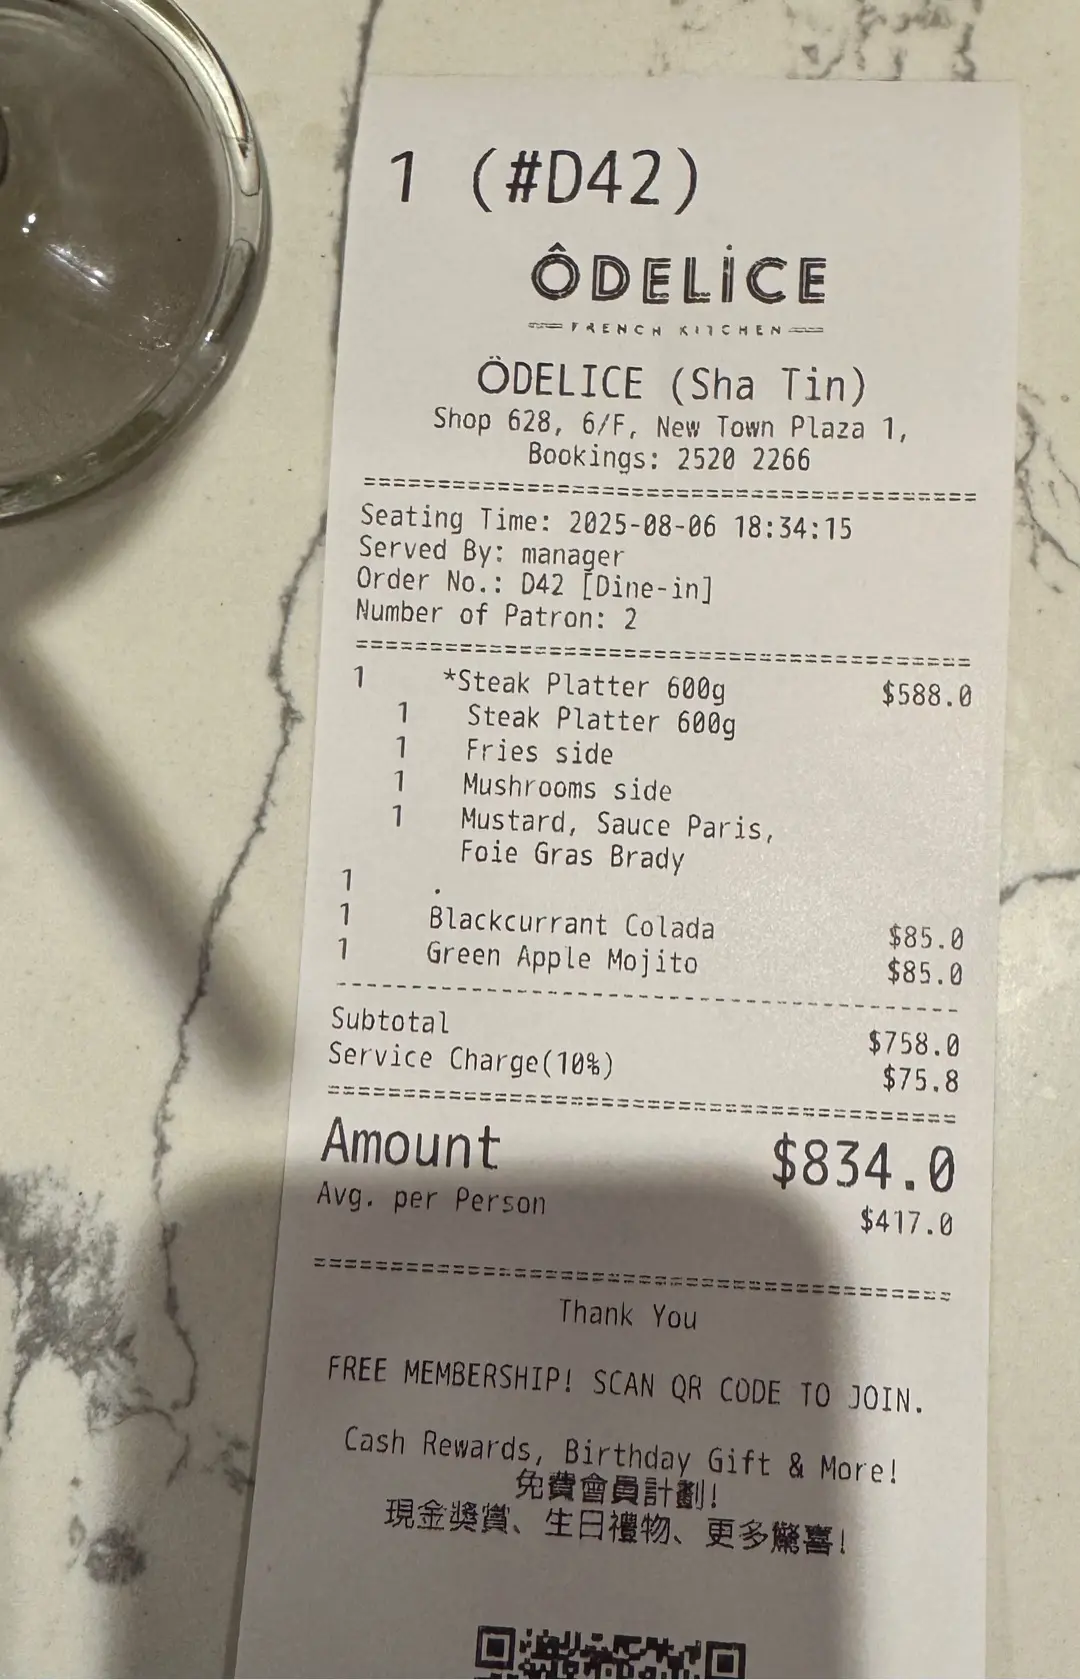 1 (#D42)
ÔDELİCE
FRENCH KITCHEN
ÖDELICE (Sha Tin)
Shop 628, 6/F, New Town Plaza 1,
Bookings: 2520 2266
Seating Time: 2025-08-06 18:34:15
Served By: manager
Order No.: D42 [Dine-in]
Number of Patron: 2
1 *Steak Platter 600g $588.0
1 Steak Platter 600g
1 Fries side
1 Mushrooms side
1 Mustard, Sauce Paris,
Foie Gras Brady
1 .
1 Blackcurrant Colada $85.0
1 Green Apple Mojito $85.0
Subtotal $758.0
Service Charge(10%) $75.8
Amount $834.0
Avg. per Person $417.0
Thank You
FREE MEMBERSHIP! SCAN QR CODE TO JOIN.
Cash Rewards, Birthday Gift & More!
免費會員計劃!
現金獎賞、生日禮物、更多驚喜!